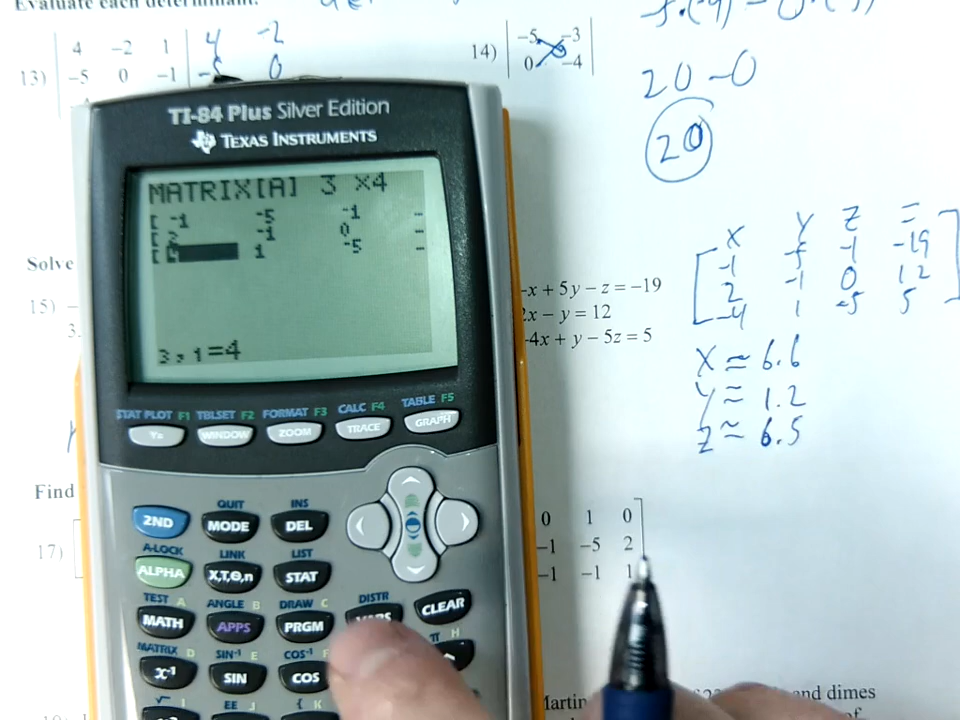 Evaluate each determinant.
13) 4 -2 1 4 -2
-5 0 -1 -5 0
14) -5 -3
0 -4
20 - 0
20
TI-84 Plus Silver Edition
TEXAS INSTRUMENTS
MATRIX[A] 3 ×4
[ -1 -5 -1 -
[ 2 -1 0 -
[ 1 -5 -
3,1=4
Solve
15) -
3.
-x + 5y - z = -19
2x - y = 12
-4x + y - 5z = 5
X Y Z =
-1 -5 -1 -19
2 -1 0 12
-4 1 -5 5
X ≈ 6.6
Y ≈ 1.2
Z ≈ 6.5
STAT PLOT F1 TBLSET F2 FORMAT F3 CALC F4 TABLE F5
Y= WINDOW ZOOM TRACE GRAPH
QUIT INS
2ND MODE DEL
A-LOCK LINK LIST
ALPHA X,T,Θ,n STAT
TEST A ANGLE B DRAW C DISTR
MATH APPS PRGM VARS CLEAR
MATRIX D SIN⁻¹ E COS⁻¹ F π H
x⁻¹ SIN COS
EE J { K
Find
17)
0 1 0
-1 -5 2
-1 -1 1
and dimes
of